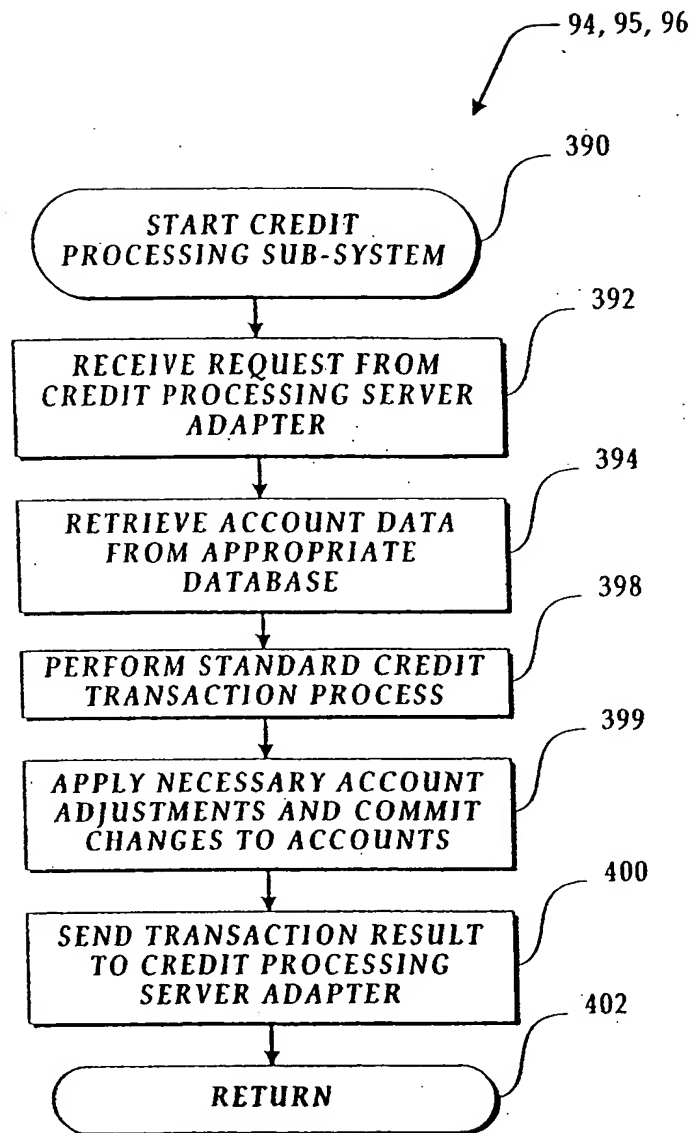 94, 95, 96
390
START CREDIT
PROCESSING SUB-SYSTEM
392
RECEIVE REQUEST FROM
CREDIT PROCESSING SERVER
ADAPTER
394
RETRIEVE ACCOUNT DATA
FROM APPROPRIATE
DATABASE
398
PERFORM STANDARD CREDIT
TRANSACTION PROCESS
399
APPLY NECESSARY ACCOUNT
ADJUSTMENTS AND COMMIT
CHANGES TO ACCOUNTS
400
SEND TRANSACTION RESULT
TO CREDIT PROCESSING
SERVER ADAPTER
402
RETURN